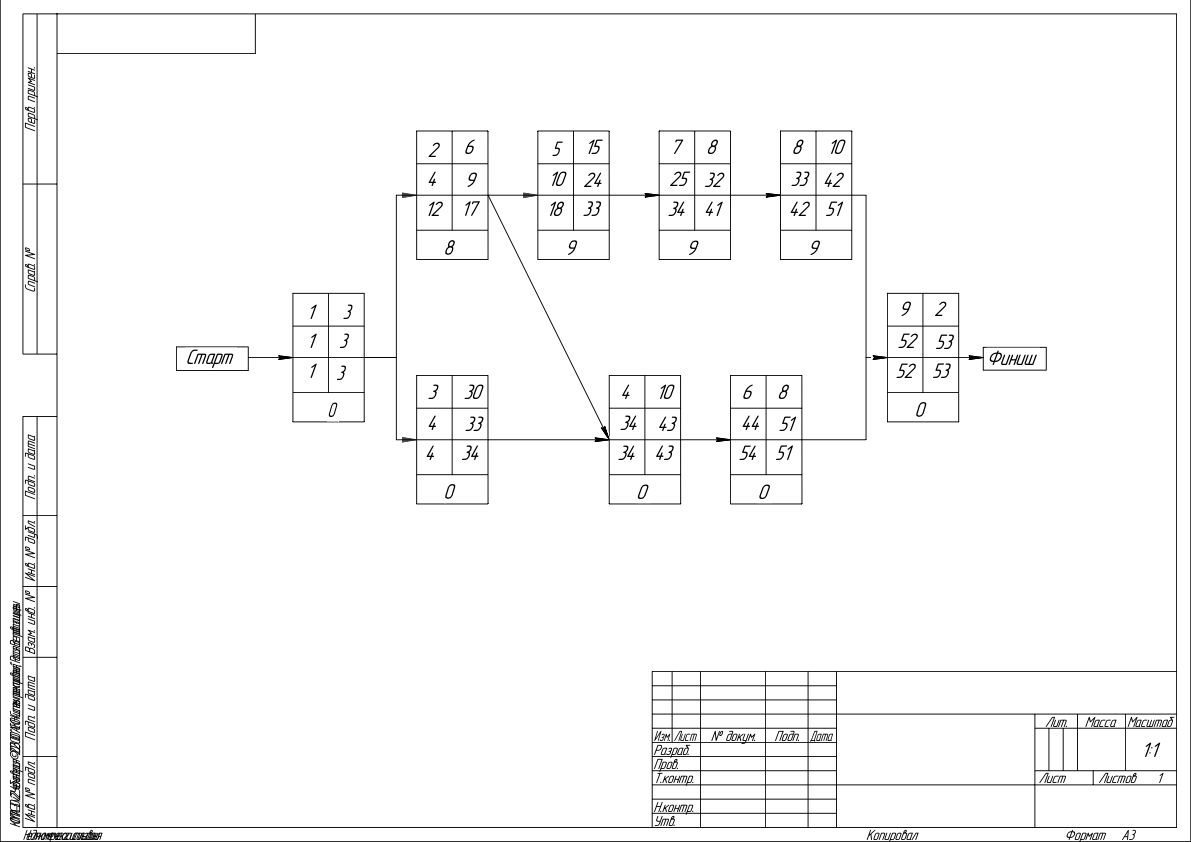 Перв. примен.
Справ. №
Подп. и дата
Инв. № дубл.
Взам. инв. №
Подп. и дата
Инв. № подл.
2 6
4 9
12 17
8
5 15
10 24
18 33
9
7 8
25 32
34 41
9
8 10
33 42
42 51
9
Старт
1 3
1 3
1 3
0
3 30
4 33
4 34
0
4 10
34 43
34 43
0
6 8
44 51
54 51
0
9 2
52 53
52 53
0
Финиш
Изм. Лист № докум. Подп. Дата
Разраб.
Пров.
Т.контр.
Н.контр.
Утв.
Лит. Масса Масштаб
1:1
Лист Листов 1
Копировал Формат А3